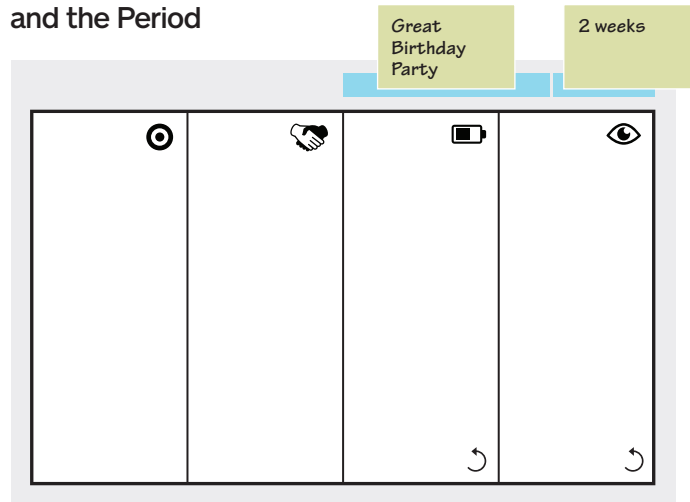 and the Period
Great
Birthday
Party
2 weeks